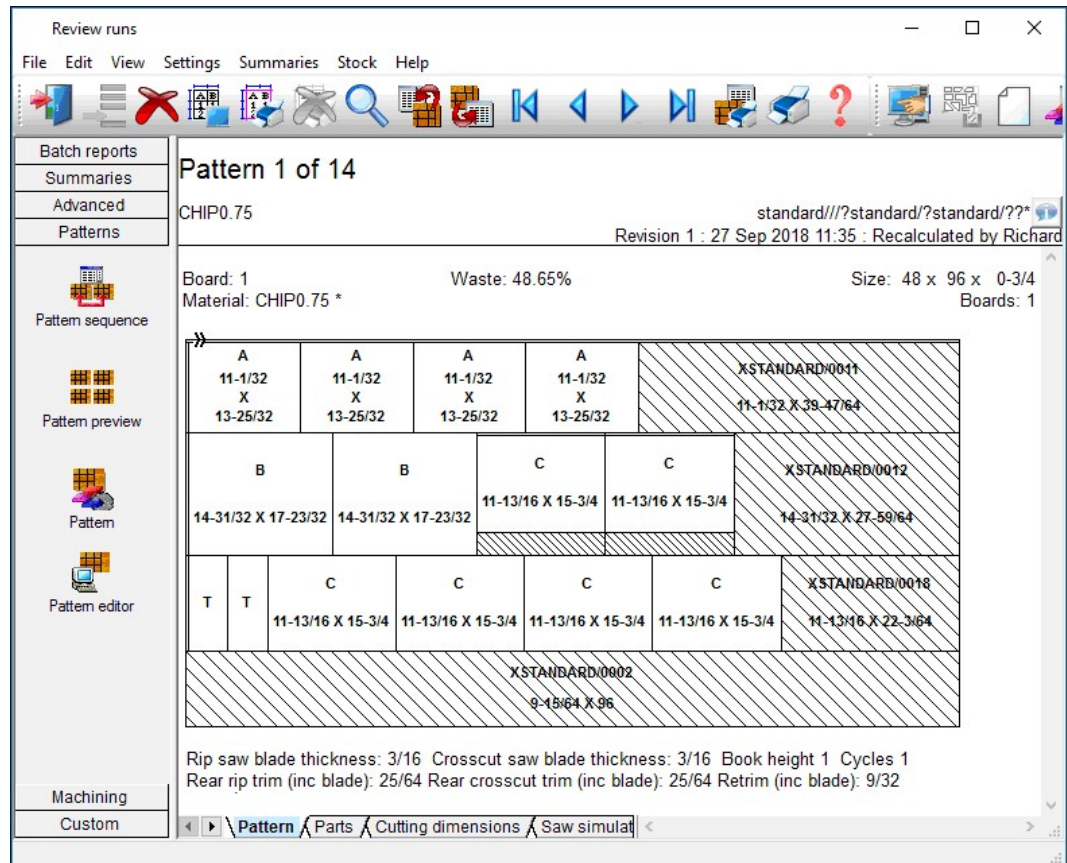 Review runs
File Edit View Settings Summaries Stock Help
Batch reports
Summaries
Advanced
Patterns
Pattern sequence
Pattern preview
Pattern
Pattern editor
Machining
Custom
Pattern 1 of 14
CHIP0.75 standard///?standard/?standard/??*
Revision 1 : 27 Sep 2018 11:35 : Recalculated by Richard
Board: 1 Waste: 48.65% Size: 48 x 96 x 0-3/4
Material: CHIP0.75 * Boards: 1
A A A A XSTANDARD/0011
11-1/32 11-1/32 11-1/32 11-1/32
X X X X 11-1/32 X 39-47/64
13-25/32 13-25/32 13-25/32 13-25/32
B B C C XSTANDARD/0012
14-31/32 X 17-23/32 14-31/32 X 17-23/32 11-13/16 X 15-3/4 11-13/16 X 15-3/4 14-31/32 X 27-59/64
T T C C C C XSTANDARD/0018
11-13/16 X 15-3/4 11-13/16 X 15-3/4 11-13/16 X 15-3/4 11-13/16 X 15-3/4 11-13/16 X 22-3/64
XSTANDARD/0002
9-15/64 X 96
Rip saw blade thickness: 3/16 Crosscut saw blade thickness: 3/16 Book height 1 Cycles 1
Rear rip trim (inc blade): 25/64 Rear crosscut trim (inc blade): 25/64 Retrim (inc blade): 9/32
Pattern Parts Cutting dimensions Saw simulat